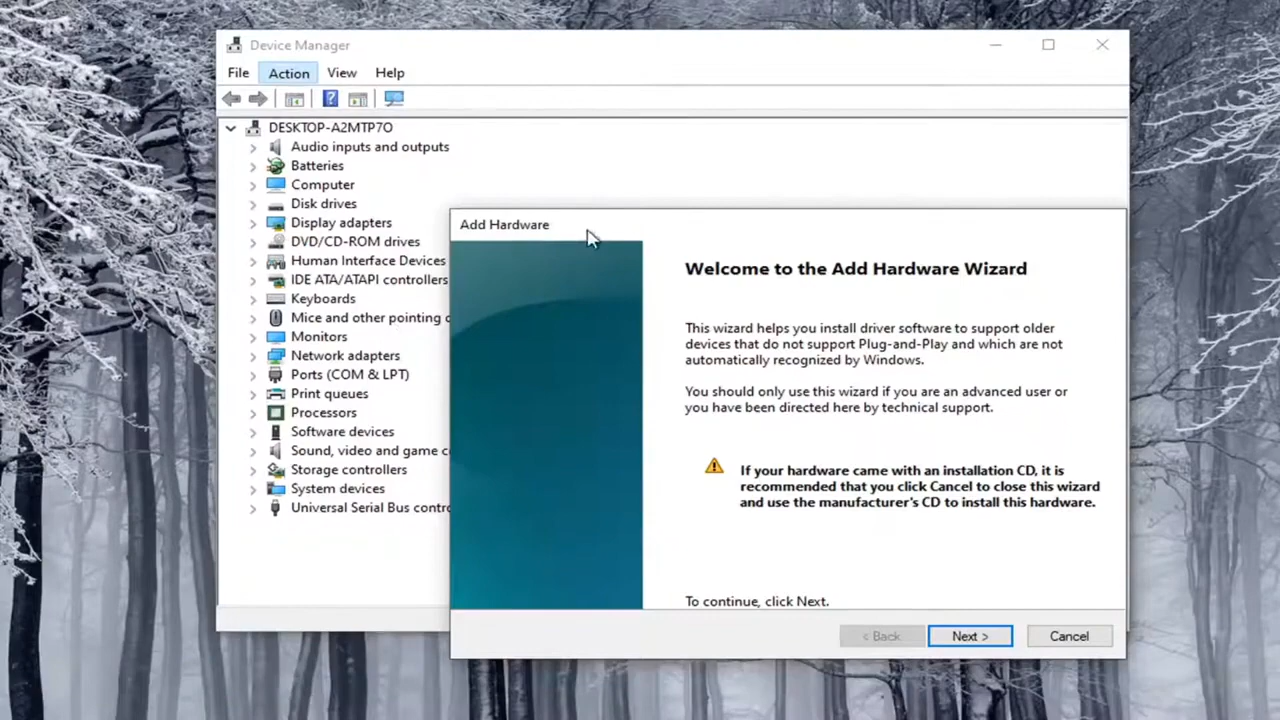 Device Manager
File Action View Help
DESKTOP-A2MTP7O
Audio inputs and outputs
Batteries
Computer
Disk drives
Display adapters
DVD/CD-ROM drives
Human Interface Devices
IDE ATA/ATAPI controllers
Keyboards
Mice and other pointing
Monitors
Network adapters
Ports (COM & LPT)
Print queues
Processors
Software devices
Sound, video and game
Storage controllers
System devices
Universal Serial Bus
Add Hardware
Welcome to the Add Hardware Wizard
This wizard helps you install driver software to support older
devices that do not support Plug-and-Play and which are not
automatically recognized by Windows.
You should only use this wizard if you are an advanced user or
you have been directed here by technical support.
If your hardware came with an installation CD, it is
recommended that you click Cancel to close this wizard
and use the manufacturer's CD to install this hardware.
To continue, click Next.
< Back Next > Cancel